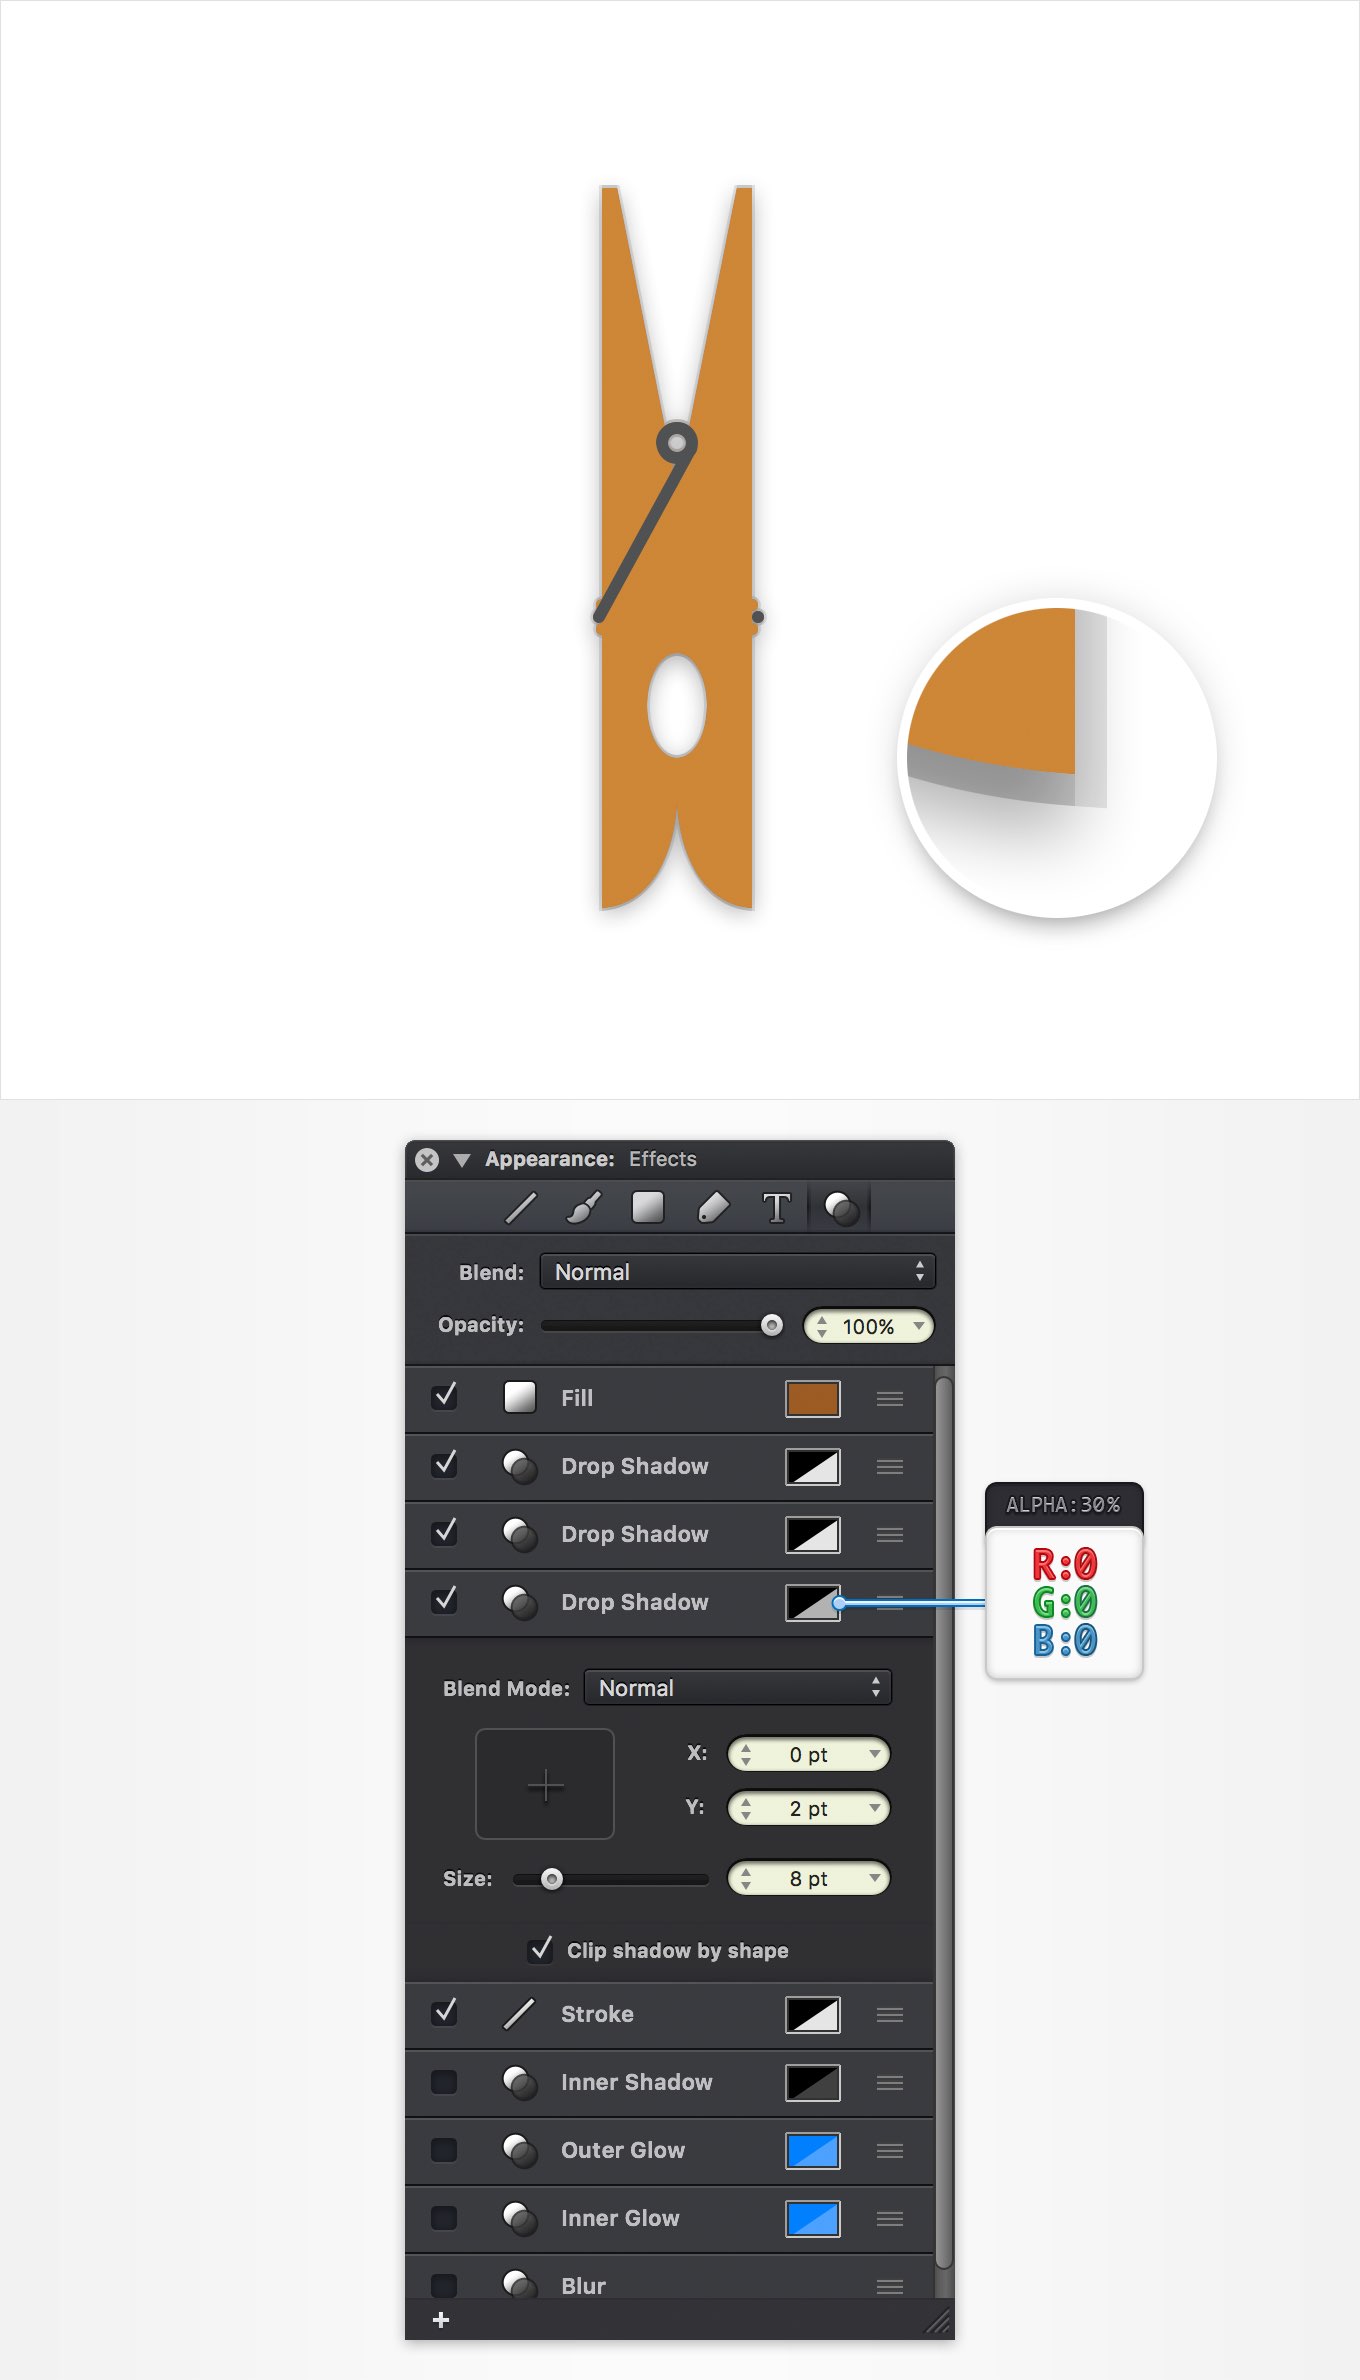 Appearance: Effects
T
Blend: Normal
Opacity: 100%
Fill
Drop Shadow
Drop Shadow
Drop Shadow
ALPHA:30%
R:0
G:0
B:0
Blend Mode: Normal
X: 0 pt
Y: 2 pt
Size: 8 pt
Clip shadow by shape
Stroke
Inner Shadow
Outer Glow
Inner Glow
Blur
+